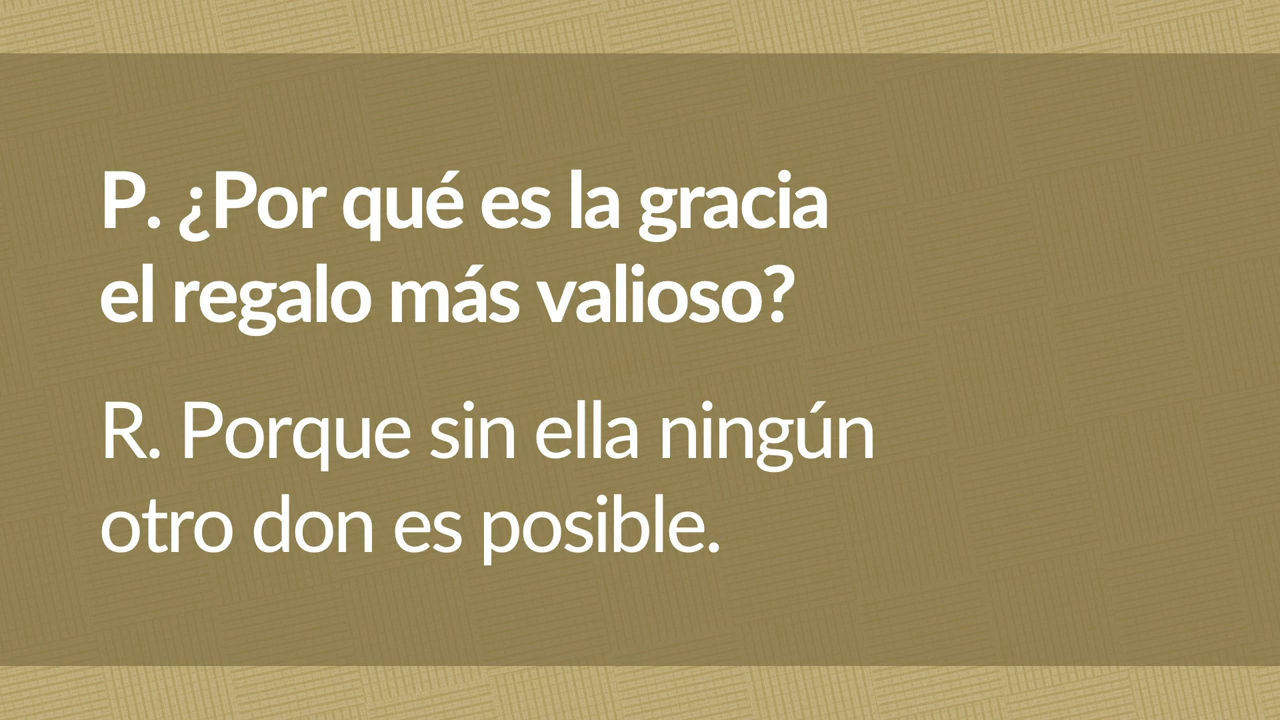 P. ¿Por qué es la gracia
el regalo más valioso?
R. Porque sin ella ningún
otro don es posible.